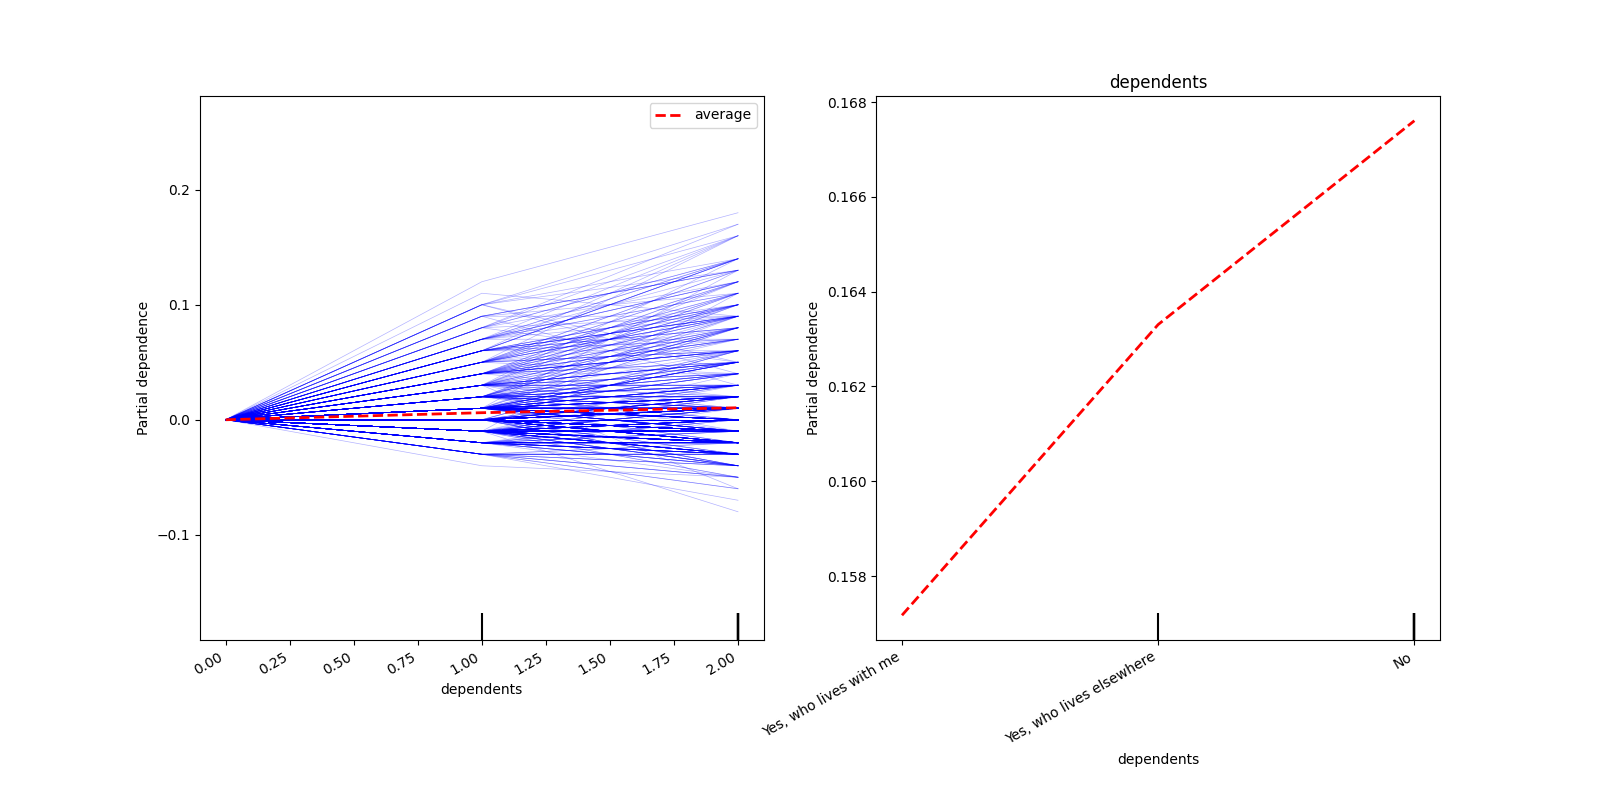 average
0.2
0.1
0.0
−0.1
Partial dependence
0.00
0.25
0.50
0.75
1.00
1.25
1.50
1.75
2.00
dependents
dependents
0.168
0.166
0.164
0.162
0.160
0.158
Partial dependence
Yes, who lives with me
Yes, who lives elsewhere
No
dependents